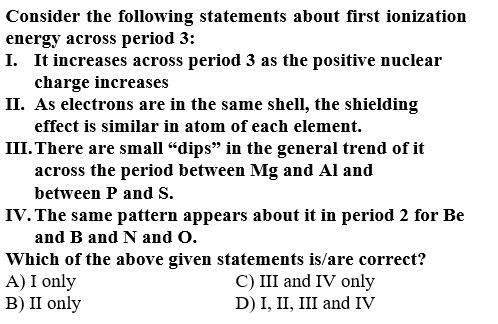 Consider the following statements about first ionization
energy across period 3:
I. It increases across period 3 as the positive nuclear
charge increases
II. As electrons are in the same shell, the shielding
effect is similar in atom of each element.
III. There are small “dips” in the general trend of it
across the period between Mg and Al and
between P and S.
IV. The same pattern appears about it in period 2 for Be
and B and N and O.
Which of the above given statements is/are correct?
A) I only C) III and IV only
B) II only D) I, II, III and IV